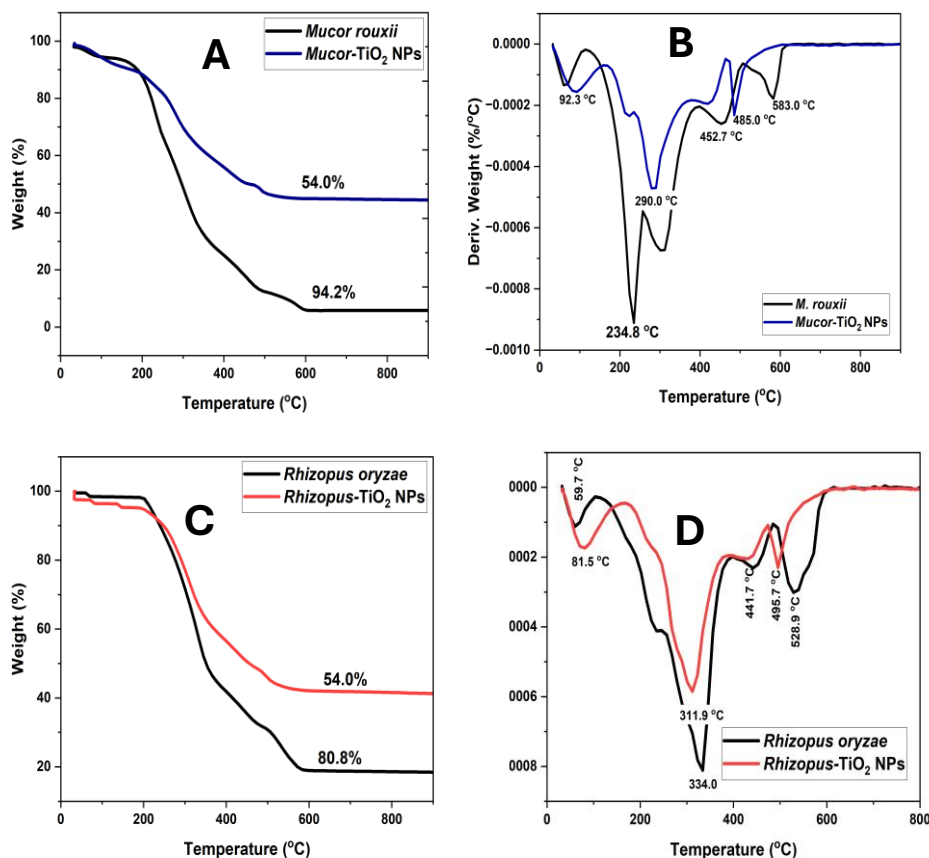 A
Mucor rouxii
Mucor-TiO₂ NPs
54.0%
94.2%
Weight (%)
100
80
60
40
20
0
0 200 400 600 800
Temperature (°C)
B
92.3 °C
234.8 °C
290.0 °C
452.7 °C
485.0 °C
583.0 °C
M. rouxii
Mucor-TiO₂ NPs
Deriv. Weight (%/°C)
0.0000
−0.0002
−0.0004
−0.0006
−0.0008
−0.0010
0 200 400 600 800
Temperature (°C)
C
Rhizopus oryzae
Rhizopus-TiO₂ NPs
54.0%
80.8%
Weight (%)
100
80
60
40
20
0 200 400 600 800
Temperature (°C)
D
59.7 °C
81.5 °C
311.9 °C
334.0
441.7 °C
495.7 °C
528.9 °C
Rhizopus oryzae
Rhizopus-TiO₂ NPs
0000
0002
0004
0006
0008
0 200 400 600 800
Temperature (°C)